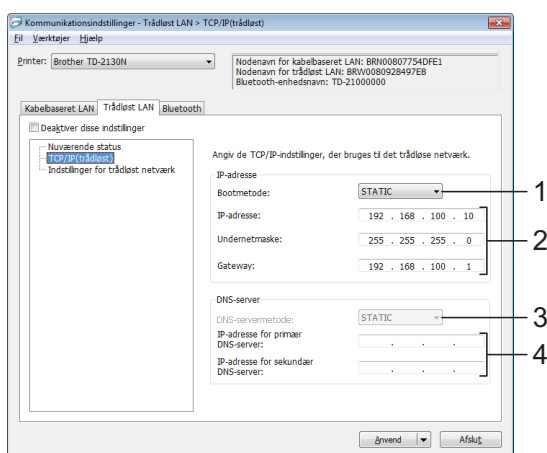 Kommunikationsindstillinger - Trådløst LAN > TCP/IP(trådløst)
Fil Værktøjer Hjælp
Printer: Brother TD-2130N
Nodenavn for kabelbaseret LAN: BRN00807754DFE1
Nodenavn for trådløst LAN: BRW0080928497E8
Bluetooth-enhedsnavn: TD-21000000
Kabelbaseret LAN Trådløst LAN Bluetooth
Deaktiver disse indstillinger
Nuværende status
TCP/IP(trådløst)
Indstillinger for trådløst netværk
Angiv de TCP/IP-indstillinger, der bruges til det trådløse netværk.
IP-adresse
Bootmetode: STATIC 1
IP-adresse: 192 . 168 . 100 . 10
Undernetmaske: 255 . 255 . 255 . 0 2
Gateway: 192 . 168 . 100 . 1
DNS-server
DNS-servermetode: STATIC 3
IP-adresse for primær
DNS-server: . . .
4
IP-adresse for sekundær
DNS-server: . . .
Anvend Afslut